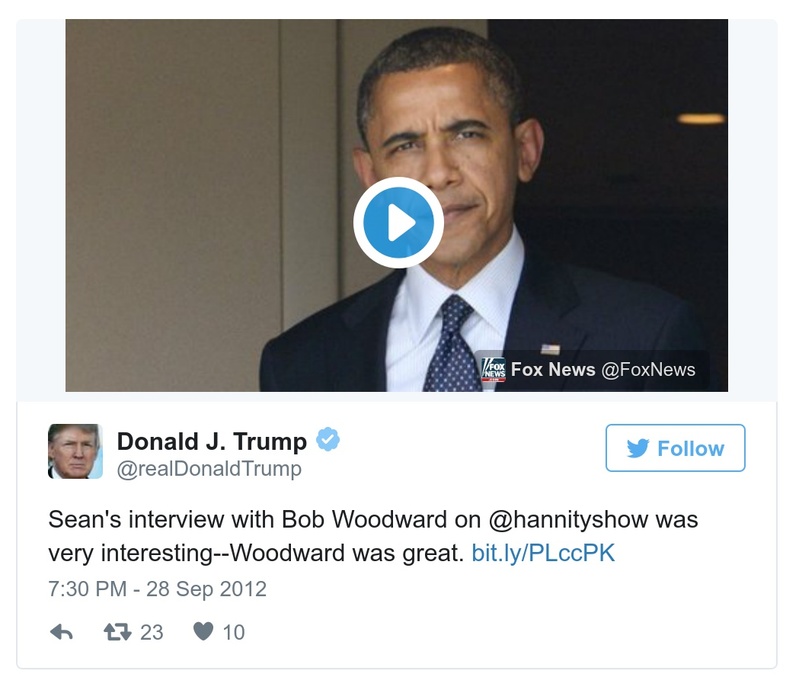 FOX NEWS Fox News @FoxNews
Donald J. Trump
@realDonaldTrump
Follow
Sean's interview with Bob Woodward on @hannityshow was
very interesting--Woodward was great. bit.ly/PLccPK
7:30 PM - 28 Sep 2012
23 10